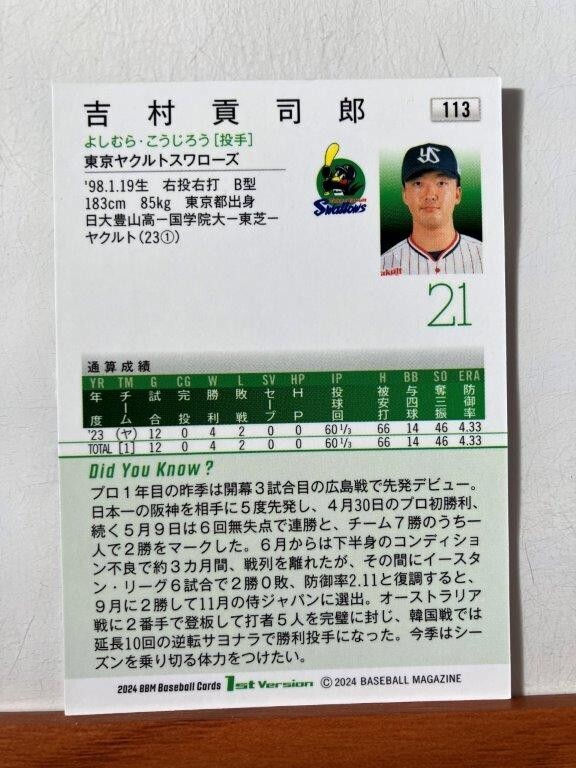 吉村貢司郎
113
よしむら・こうじろう[投手]
東京ヤクルトスワローズ
'98.1.19生 右投右打 B型
183cm 85kg 東京都出身
日大豊山高ー国学院大ー東芝ー
ヤクルト(23①)
Swallows
YS
akult
21
通算成績
YR TM G CG W L SV HP IP H BB SO ERA
年度 チーム 試合 完投 勝利 敗戦 セーブ HP 投球回 被安打 与四球 奪三振 防御率
'23 (ヤ) 12 0 4 2 0 0 60 1/3 66 14 46 4.33
TOTAL [1] 12 0 4 2 0 0 60 1/3 66 14 46 4.33
Did You Know?
プロ1年目の昨季は開幕3試合目の広島戦で先発デビュー。
日本一の阪神を相手に5度先発し、4月30日のプロ初勝利、
続く5月9日は6回無失点で連勝と、チーム7勝のうち一
人で2勝をマークした。6月からは下半身のコンディショ
ン不良で約3カ月間、戦列を離れたが、その間にイースタ
ン・リーグ6試合で2勝0敗、防御率2.11と復調すると、
9月に2勝して11月の侍ジャパンに選出。オーストラリア
戦に2番手で登板して打者5人を完璧に封じ、韓国戦では
延長10回の逆転サヨナラで勝利投手になった。今季はシー
ズンを乗り切る体力をつけたい。
2024 BBM Baseball Cards 1st Version © 2024 BASEBALL MAGAZINE